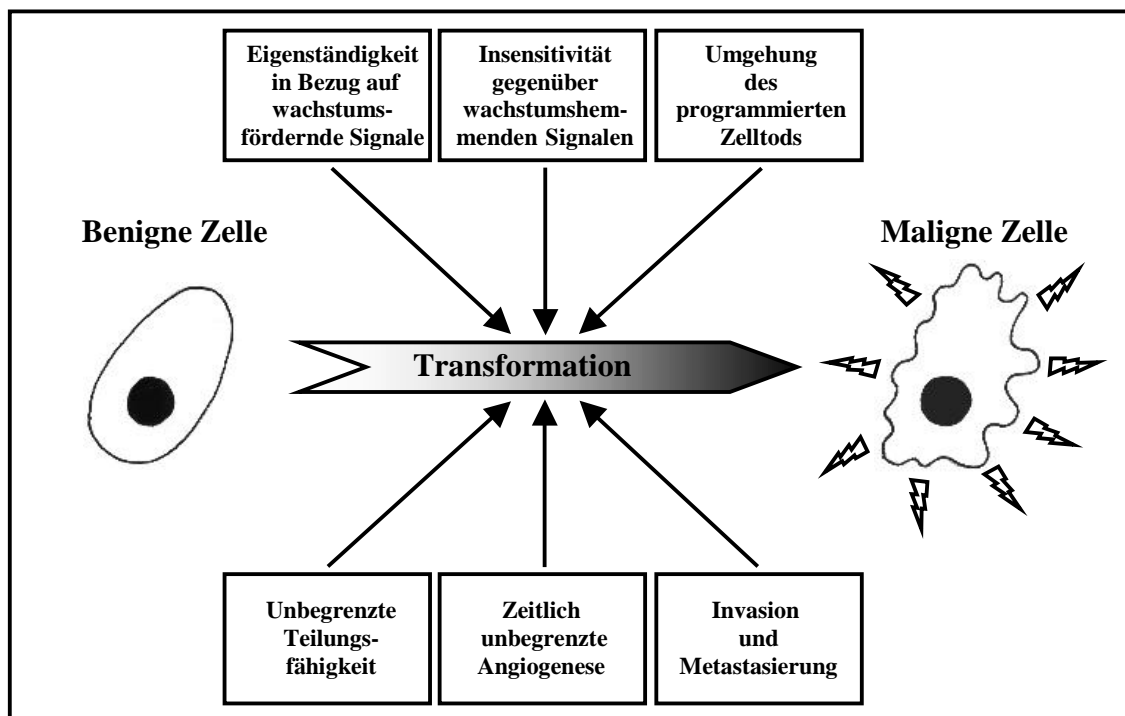 Eigenständigkeit
in Bezug auf
wachstums-
fördernde Signale
Insensitivität
gegenüber
wachstumshem-
menden Signalen
Umgehung
des
programmierten
Zelltods
Benigne Zelle
Maligne Zelle
Transformation
Unbegrenzte
Teilungs-
fähigkeit
Zeitlich
unbegrenzte
Angiogenese
Invasion
und
Metastasierung